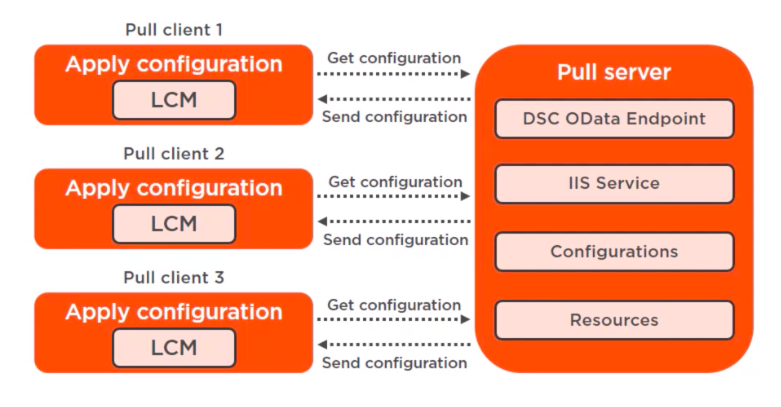 Pull client 1
Apply configuration
LCM
Get configuration
Send configuration
Pull client 2
Apply configuration
LCM
Get configuration
Send configuration
Pull client 3
Apply configuration
LCM
Get configuration
Send configuration
Pull server
DSC OData Endpoint
IIS Service
Configurations
Resources